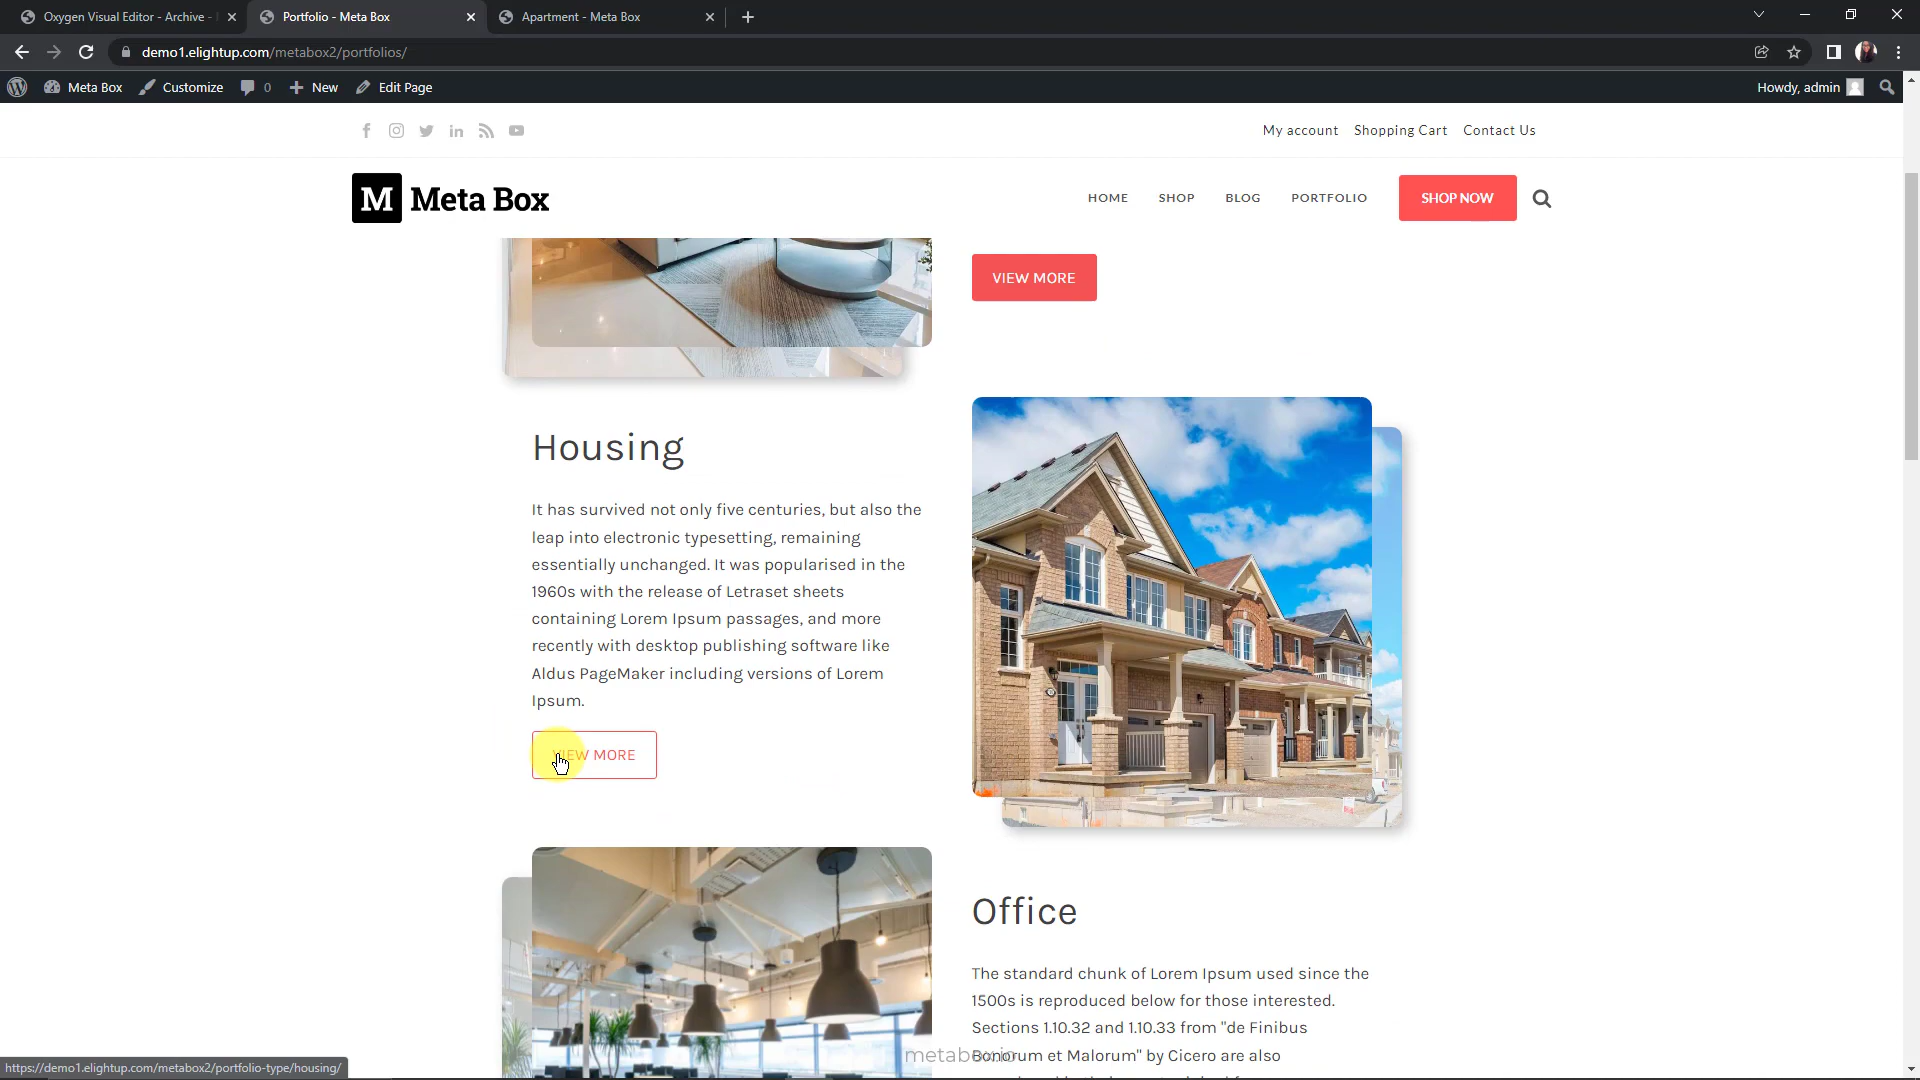 Oxygen Visual Editor - Archive -
Portfolio - Meta Box
Apartment - Meta Box
demo1.elightup.com/metabox2/portfolios/
Meta Box
Customize
0
New
Edit Page
Howdy, admin
My account
Shopping Cart
Contact Us
M Meta Box
HOME
SHOP
BLOG
PORTFOLIO
SHOP NOW
VIEW MORE
Housing
It has survived not only five centuries, but also the
leap into electronic typesetting, remaining
essentially unchanged. It was popularised in the
1960s with the release of Letraset sheets
containing Lorem Ipsum passages, and more
recently with desktop publishing software like
Aldus PageMaker including versions of Lorem
Ipsum.
VIEW MORE
Office
The standard chunk of Lorem Ipsum used since the
1500s is reproduced below for those interested.
Sections 1.10.32 and 1.10.33 from "de Finibus
Bonorum et Malorum" by Cicero are also
metabox.io
https://demo1.elightup.com/metabox2/portfolio-type/housing/